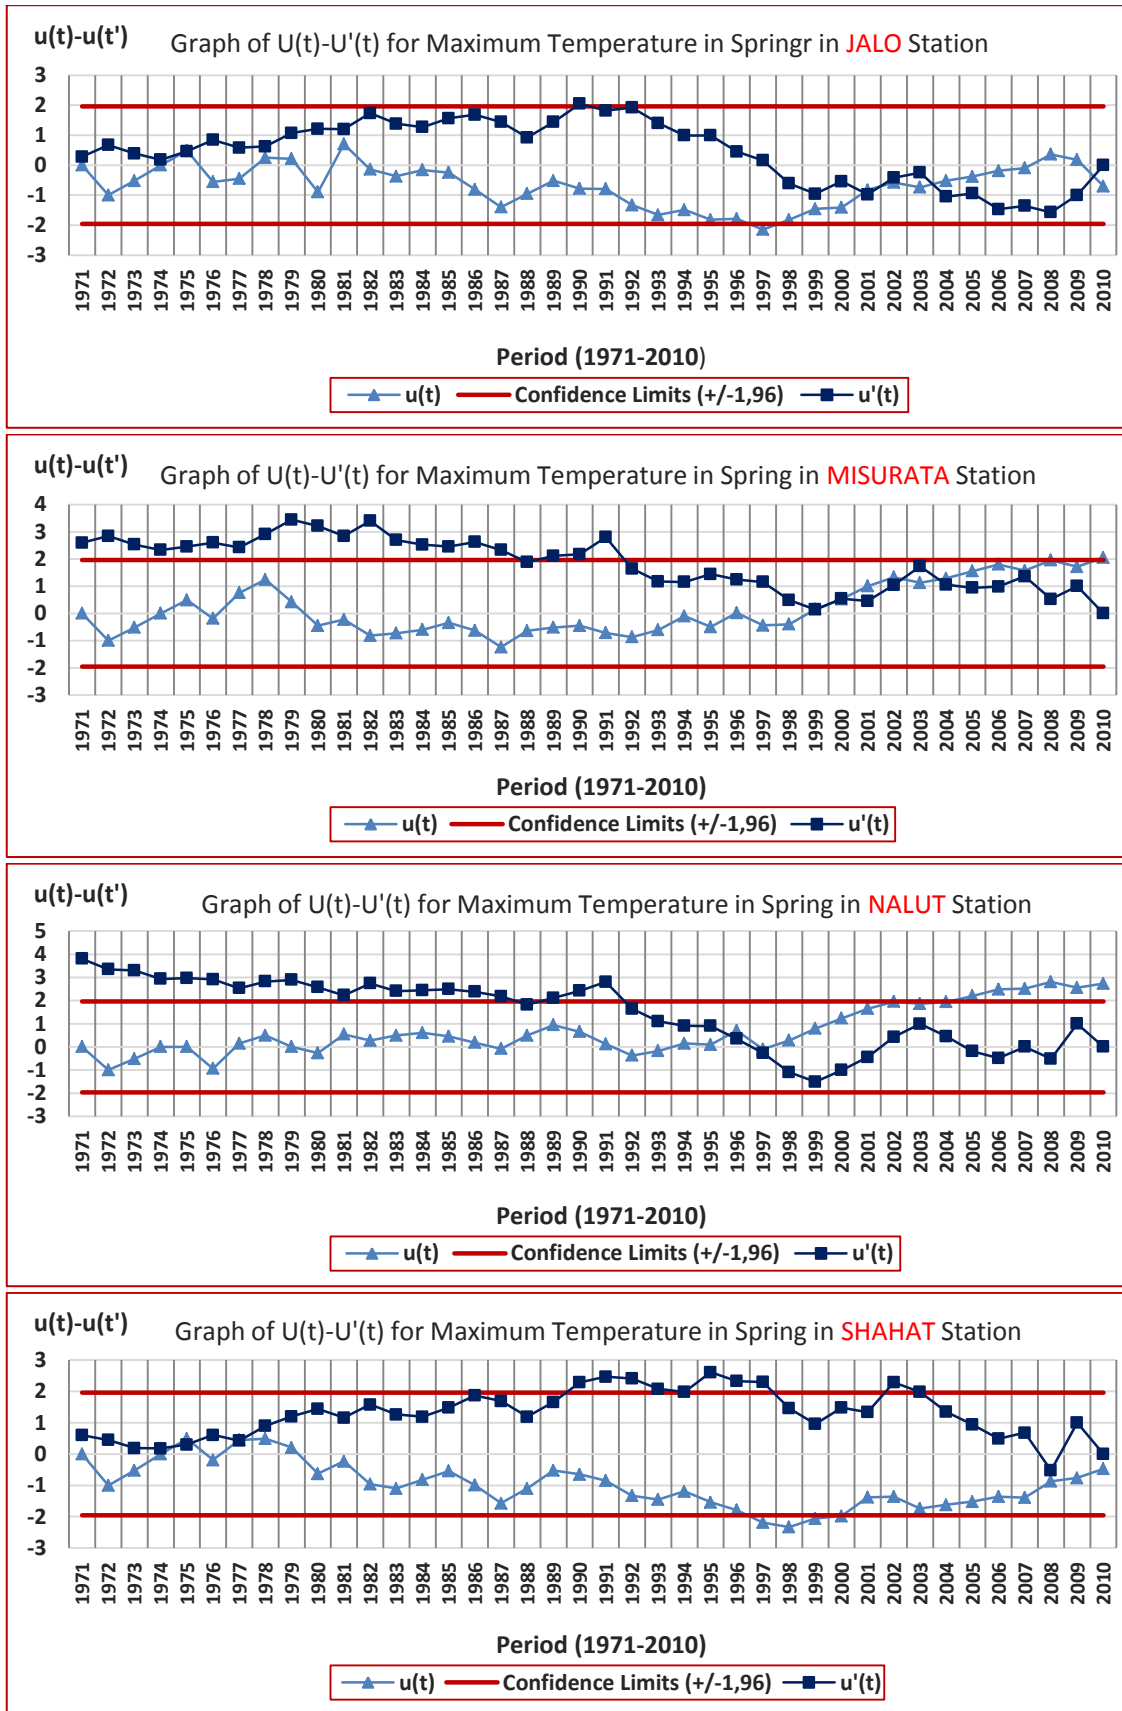 u(t)-u(t')
Graph of U(t)-U'(t) for Maximum Temperature in Springr in JALO Station
3
2
1
0
-1
-2
-3
1971 1972 1973 1974 1975 1976 1977 1978 1979 1980 1981 1982 1983 1984 1985 1986 1987 1988 1989 1990 1991 1992 1993 1994 1995 1996 1997 1998 1999 2000 2001 2002 2003 2004 2005 2006 2007 2008 2009 2010
Period (1971-2010)
u(t) Confidence Limits (+/-1,96) u'(t)
u(t)-u(t')
Graph of U(t)-U'(t) for Maximum Temperature in Spring in MISURATA Station
4
3
2
1
0
-1
-2
-3
1971 1972 1973 1974 1975 1976 1977 1978 1979 1980 1981 1982 1983 1984 1985 1986 1987 1988 1989 1990 1991 1992 1993 1994 1995 1996 1997 1998 1999 2000 2001 2002 2003 2004 2005 2006 2007 2008 2009 2010
Period (1971-2010)
u(t) Confidence Limits (+/-1,96) u'(t)
u(t)-u(t')
Graph of U(t)-U'(t) for Maximum Temperature in Spring in NALUT Station
5
4
3
2
1
0
-1
-2
-3
1971 1972 1973 1974 1975 1976 1977 1978 1979 1980 1981 1982 1983 1984 1985 1986 1987 1988 1989 1990 1991 1992 1993 1994 1995 1996 1997 1998 1999 2000 2001 2002 2003 2004 2005 2006 2007 2008 2009 2010
Period (1971-2010)
u(t) Confidence Limits (+/-1,96) u'(t)
u(t)-u(t')
Graph of U(t)-U'(t) for Maximum Temperature in Spring in SHAHAT Station
3
2
1
0
-1
-2
-3
1971 1972 1973 1974 1975 1976 1977 1978 1979 1980 1981 1982 1983 1984 1985 1986 1987 1988 1989 1990 1991 1992 1993 1994 1995 1996 1997 1998 1999 2000 2001 2002 2003 2004 2005 2006 2007 2008 2009 2010
Period (1971-2010)
u(t) Confidence Limits (+/-1,96) u'(t)